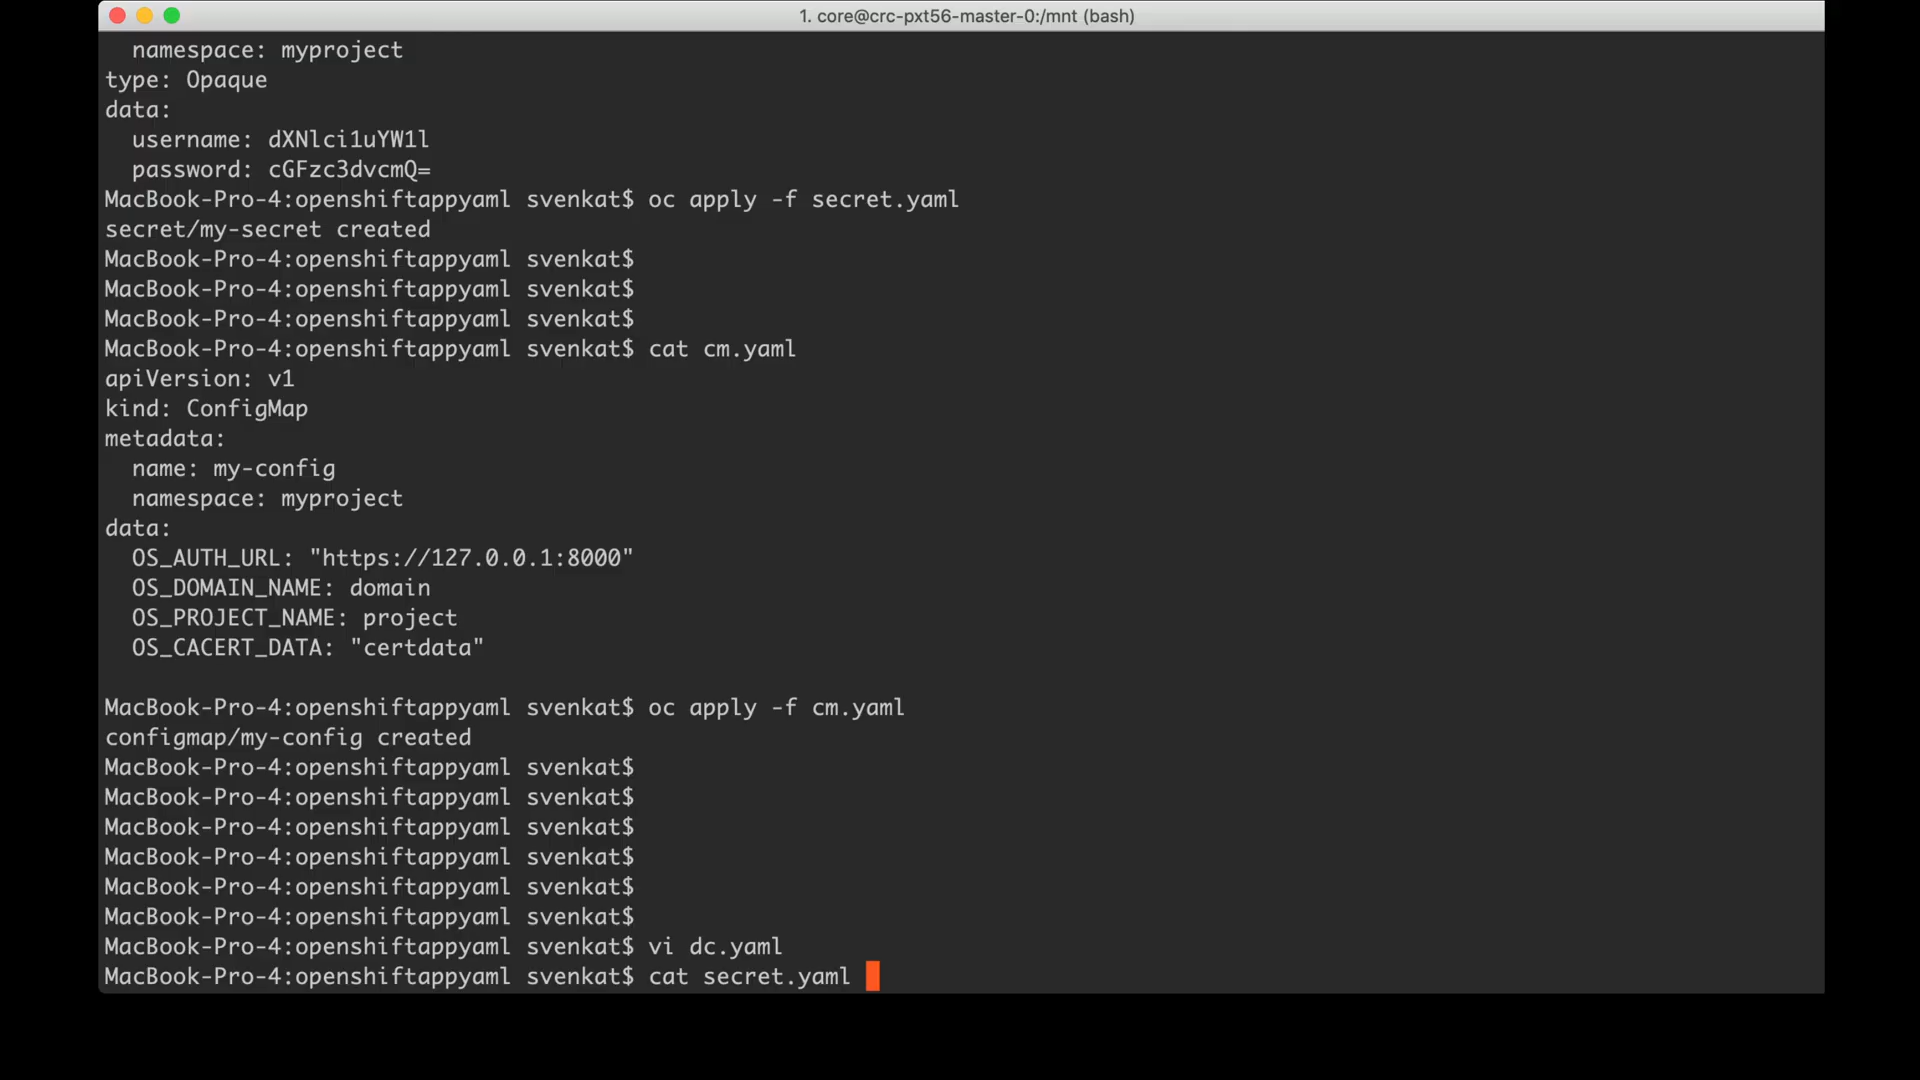 1. core@crc-pxt56-master-0:/mnt (bash)
  namespace: myproject
type: Opaque
data:
  username: dXNlci1uYW1l
  password: cGFzc3dvcmQ=
MacBook-Pro-4:openshiftappyaml svenkat$ oc apply -f secret.yaml
secret/my-secret created
MacBook-Pro-4:openshiftappyaml svenkat$
MacBook-Pro-4:openshiftappyaml svenkat$
MacBook-Pro-4:openshiftappyaml svenkat$
MacBook-Pro-4:openshiftappyaml svenkat$ cat cm.yaml
apiVersion: v1
kind: ConfigMap
metadata:
  name: my-config
  namespace: myproject
data:
  OS_AUTH_URL: "https://127.0.0.1:8000"
  OS_DOMAIN_NAME: domain
  OS_PROJECT_NAME: project
  OS_CACERT_DATA: "certdata"

MacBook-Pro-4:openshiftappyaml svenkat$ oc apply -f cm.yaml
configmap/my-config created
MacBook-Pro-4:openshiftappyaml svenkat$
MacBook-Pro-4:openshiftappyaml svenkat$
MacBook-Pro-4:openshiftappyaml svenkat$
MacBook-Pro-4:openshiftappyaml svenkat$
MacBook-Pro-4:openshiftappyaml svenkat$
MacBook-Pro-4:openshiftappyaml svenkat$
MacBook-Pro-4:openshiftappyaml svenkat$ vi dc.yaml
MacBook-Pro-4:openshiftappyaml svenkat$ cat secret.yaml